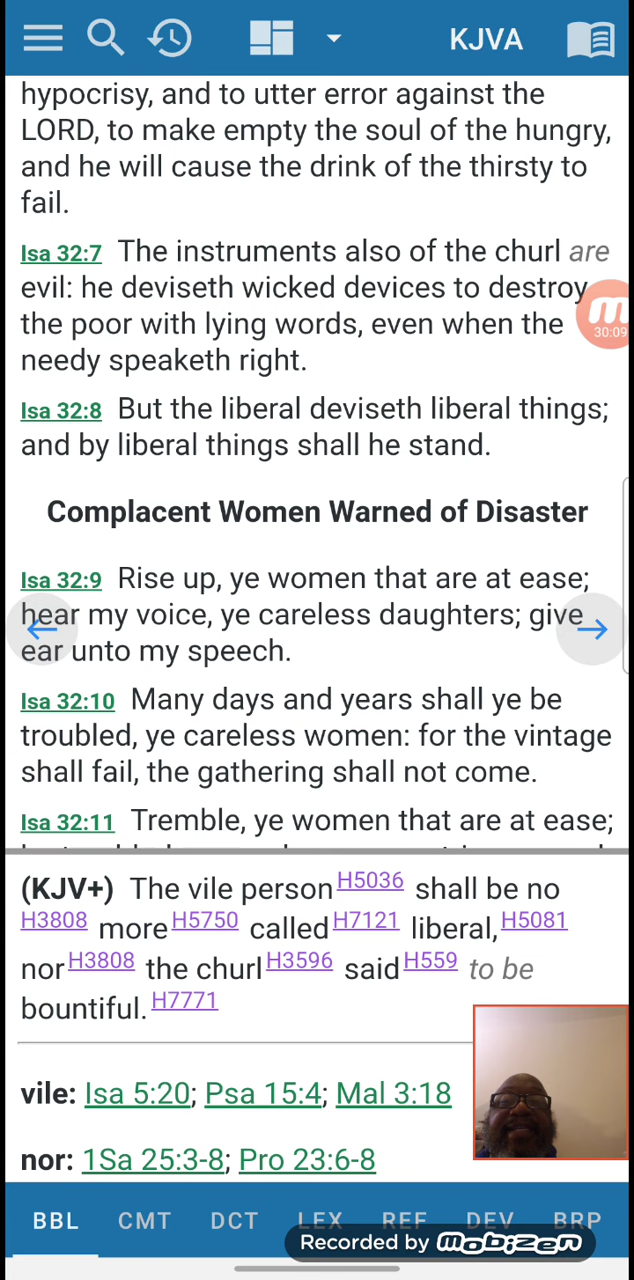 KJVA
hypocrisy, and to utter error against the
LORD, to make empty the soul of the hungry,
and he will cause the drink of the thirsty to
fail.
Isa 32:7 The instruments also of the churl are
evil: he deviseth wicked devices to destroy
the poor with lying words, even when the
30:09
needy speaketh right.
Isa 32:8 But the liberal deviseth liberal things;
and by liberal things shall he stand.
Complacent Women Warned of Disaster
Isa 32:9 Rise up, ye women that are at ease;
hear my voice, ye careless daughters; give
ear unto my speech.
Isa 32:10 Many days and years shall ye be
troubled, ye careless women: for the vintage
shall fail, the gathering shall not come.
Isa 32:11 Tremble, ye women that are at ease;
(KJV+) The vile person H5036 shall be no
H3808 more H5750 called H7121 liberal, H5081
nor H3808 the churl H3596 said H559 to be
bountiful. H7771
vile: Isa 5:20; Psa 15:4; Mal 3:18
nor: 1Sa 25:3-8; Pro 23:6-8
BBL CMT DCT LEX REF DEV BRP
Recorded by mobizen